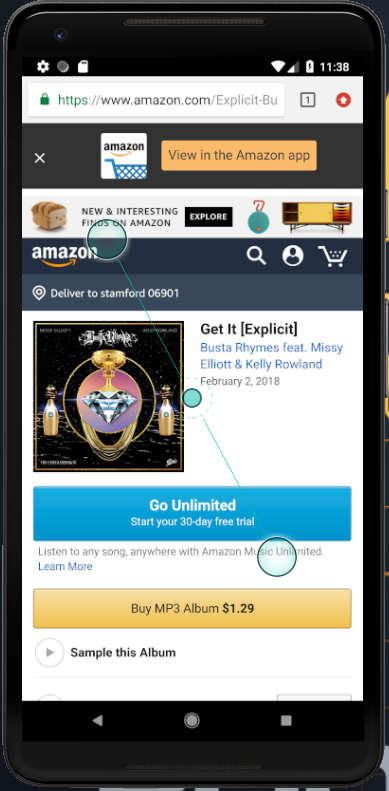 11:38
https://www.amazon.com/Explicit-Bu
1
amazon
View in the Amazon app
NEW & INTERESTING
FINDS ON AMAZON
EXPLORE
amazon
Deliver to stamford 06901
MISSY ELLIOTT
Busta Rhymes
KELLY ROWLAND
Get It [Explicit]
Busta Rhymes feat. Missy
Elliott & Kelly Rowland
February 2, 2018
Go Unlimited
Start your 30-day free trial
Listen to any song, anywhere with Amazon Music Unlimited.
Learn More
Buy MP3 Album $1.29
Sample this Album